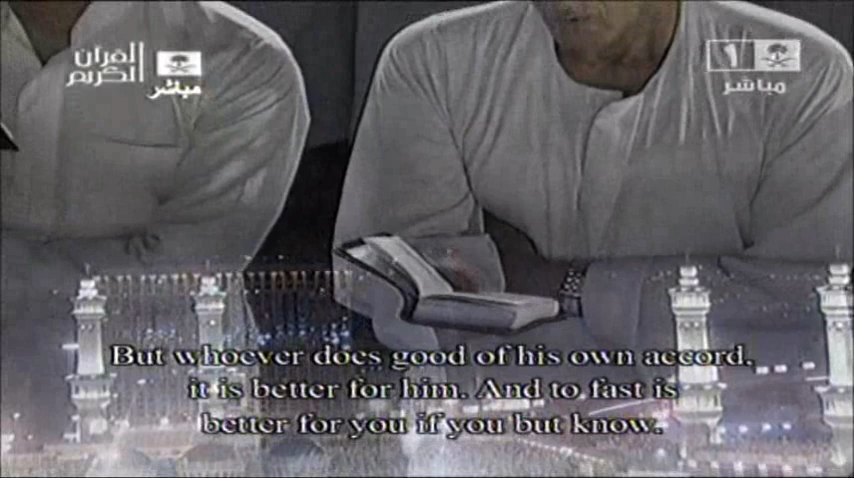 القرآن
الكريم
مباشر
١
مباشر
But whoever does good of his own accord,
it is better for him. And to fast is
better for you if you but know.